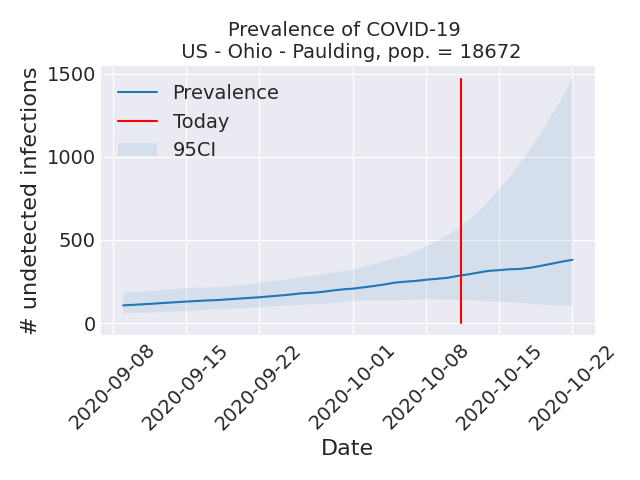 Prevalence of COVID-19
US - Ohio - Paulding, pop. = 18672
1500
1000
500
0
# undetected infections
Prevalence
Today
95CI
2020-09-08
2020-09-15
2020-09-22
2020-10-01
2020-10-08
2020-10-15
2020-10-22
Date